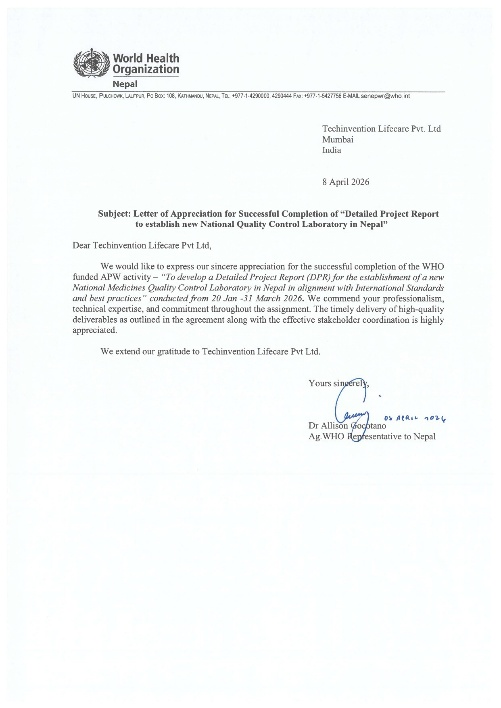 World Health
Organization
Nepal
UN House, Pulchowk, Lalitpur, Po Box: 108, Kathmandu, Nepal, Tel +977-1-4290000, 4293444 Fax: +977-1-5427756 E-MAIL senepwr@who.int
Techinvention Lifecare Pvt. Ltd
Mumbai
India
8 April 2026
Subject: Letter of Appreciation for Successful Completion of “Detailed Project Report
to establish new National Quality Control Laboratory in Nepal”
Dear Techinvention Lifecare Pvt Ltd,
We would like to express our sincere appreciation for the successful completion of the WHO
funded APW activity – “To develop a Detailed Project Report (DPR) for the establishment of a new
National Medicines Quality Control Laboratory in Nepal in alignment with International Standards
and best practices” conducted from 20 Jan -31 March 2026. We commend your professionalism,
technical expertise, and commitment throughout the assignment. The timely delivery of high-quality
deliverables as outlined in the agreement along with the effective stakeholder coordination is highly
appreciated.
We extend our gratitude to Techinvention Lifecare Pvt Ltd.
Yours sincerely,
APRIL
Dr Allison Gocotano
Ag.WHO Representative to Nepal